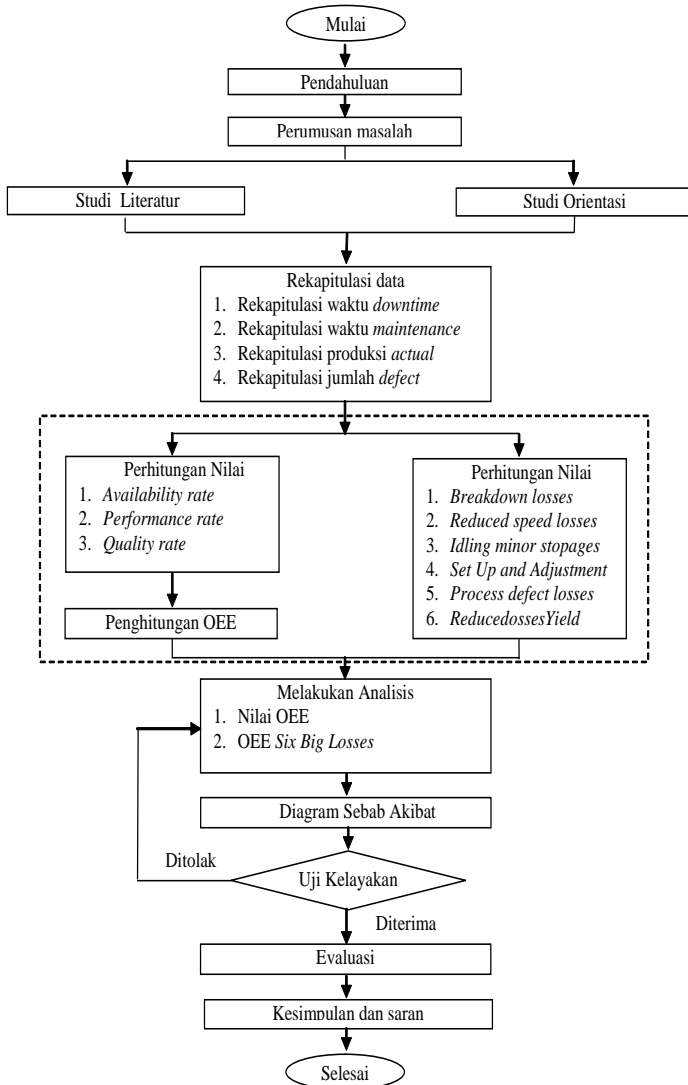 Mulai
Pendahuluan
Perumusan masalah
Studi Literatur
Studi Orientasi
Rekapitulasi data
1. Rekapitulasi waktu downtime
2. Rekapitulasi waktu maintenance
3. Rekapitulasi produksi actual
4. Rekapitulasi jumlah defect
Perhitungan Nilai
1. Availability rate
2. Performance rate
3. Quality rate
Penghitungan OEE
Perhitungan Nilai
1. Breakdown losses
2. Reduced speed losses
3. Idling minor stopages
4. Set Up and Adjustment
5. Process defect losses
6. ReducedossesYield
Melakukan Analisis
1. Nilai OEE
2. OEE Six Big Losses
Diagram Sebab Akibat
Ditolak
Uji Kelayakan
Diterima
Evaluasi
Kesimpulan dan saran
Selesai